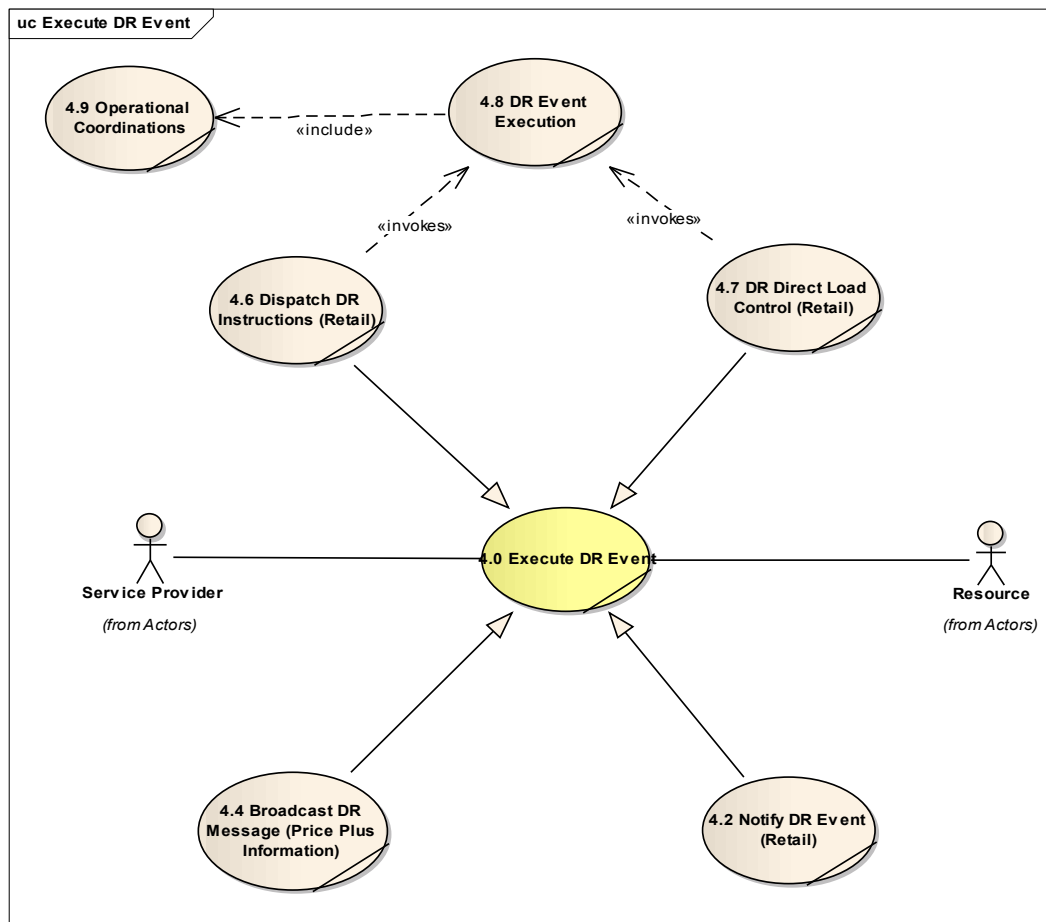 uc Execute DR Event
4.9 Operational
Coordinations
4.8 DR Event
Execution
«include»
«invokes»
«invokes»
4.6 Dispatch DR
Instructions (Retail)
4.7 DR Direct Load
Control (Retail)
4.0 Execute DR Event
Service Provider
(from Actors)
Resource
(from Actors)
4.4 Broadcast DR
Message (Price Plus
Information)
4.2 Notify DR Event
(Retail)